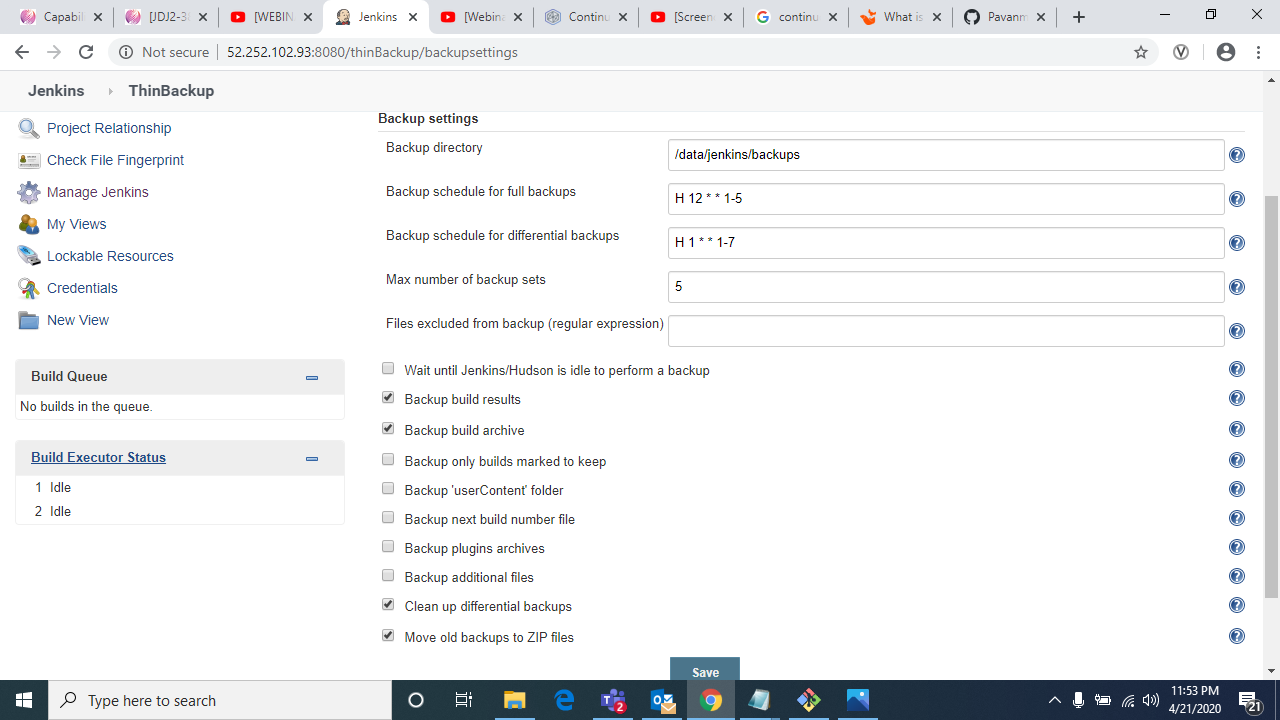 Capabil
[JDJ2-30
[WEBIN
Jenkins
[Webina
Continu
[Screen
continu
What is
Pavanm
Not secure
52.252.102.93:8080/thinBackup/backupsettings
Jenkins
ThinBackup
Project Relationship
Check File Fingerprint
Manage Jenkins
My Views
Lockable Resources
Credentials
New View
Build Queue
No builds in the queue.
Build Executor Status
1 Idle
2 Idle
Backup settings
Backup directory
/data/jenkins/backups
Backup schedule for full backups
H 12 * * 1-5
Backup schedule for differential backups
H 1 * * 1-7
Max number of backup sets
5
Files excluded from backup (regular expression)
Wait until Jenkins/Hudson is idle to perform a backup
Backup build results
Backup build archive
Backup only builds marked to keep
Backup 'userContent' folder
Backup next build number file
Backup plugins archives
Backup additional files
Clean up differential backups
Move old backups to ZIP files
Save
Type here to search
2
11:53 PM
4/21/2020
21